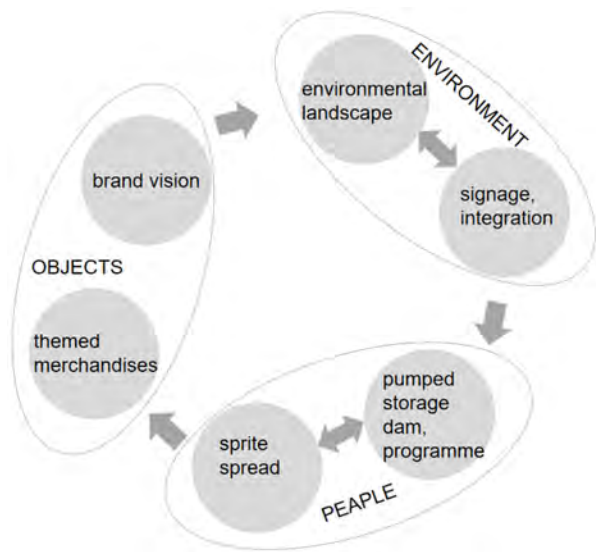 brand vision
OBJECTS
themed
merchandises
environmental
landscape
ENVIRONMENT
signage,
integration
pumped
storage
dam,
programme
sprite
spread
PEAPLE